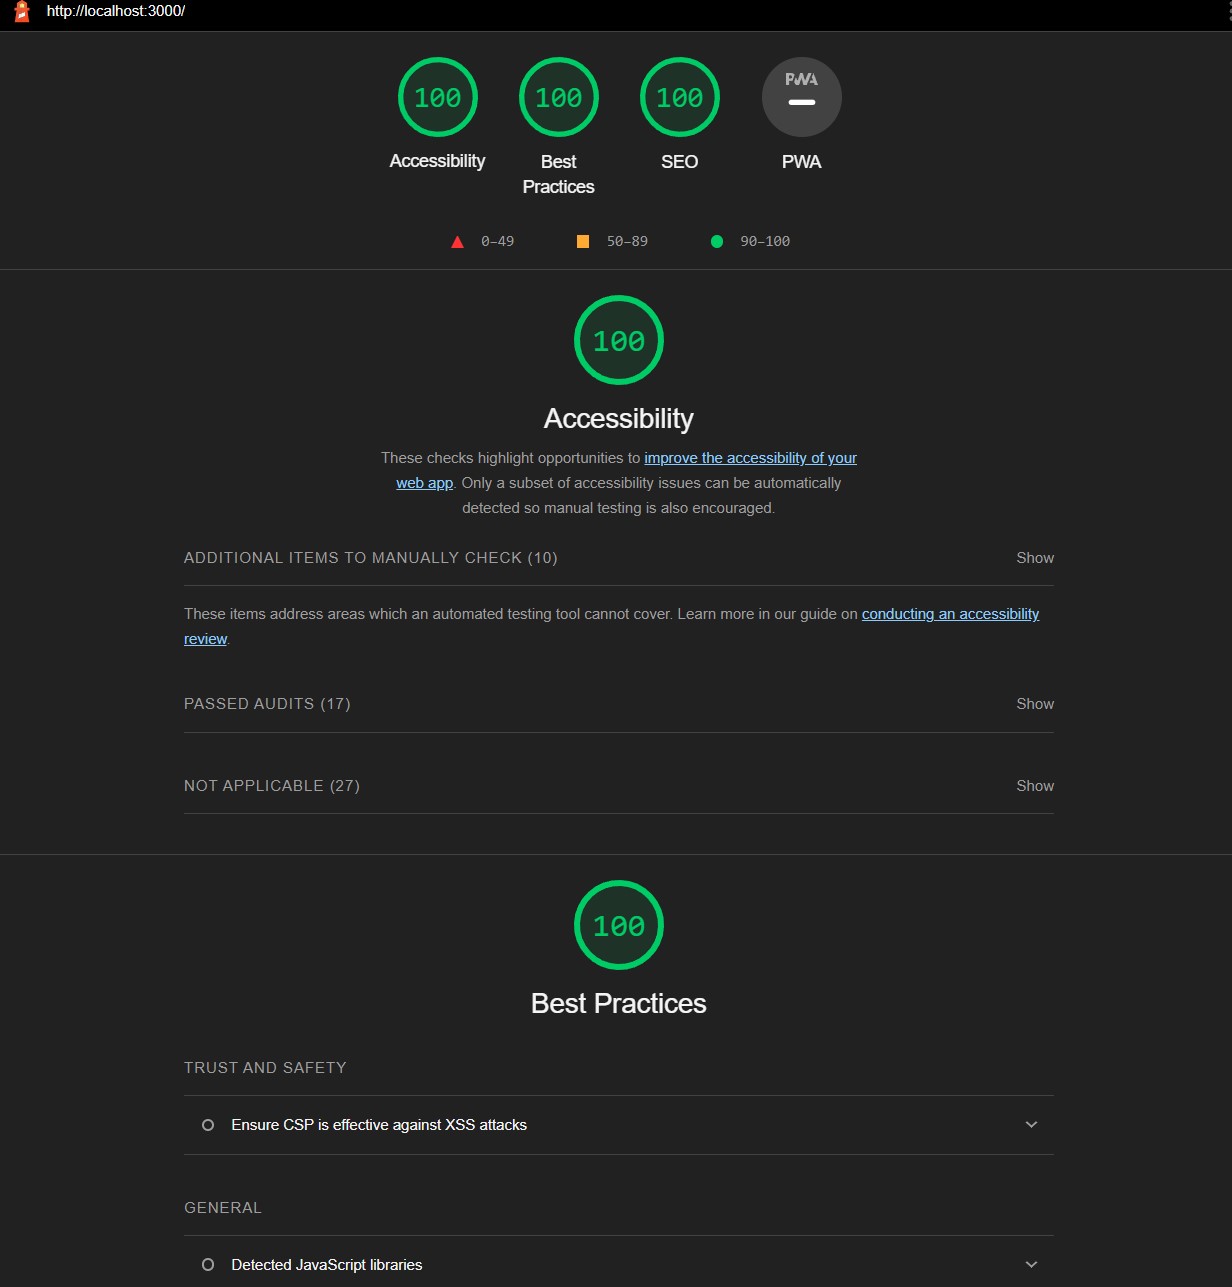 http://localhost:3000/
100 100 100 PWA
Accessibility Best Practices SEO PWA
0–49 50–89 90–100
100
Accessibility
These checks highlight opportunities to improve the accessibility of your
web app. Only a subset of accessibility issues can be automatically
detected so manual testing is also encouraged.
ADDITIONAL ITEMS TO MANUALLY CHECK (10) Show
These items address areas which an automated testing tool cannot cover. Learn more in our guide on conducting an accessibility
review.
PASSED AUDITS (17) Show
NOT APPLICABLE (27) Show
100
Best Practices
TRUST AND SAFETY
Ensure CSP is effective against XSS attacks
GENERAL
Detected JavaScript libraries